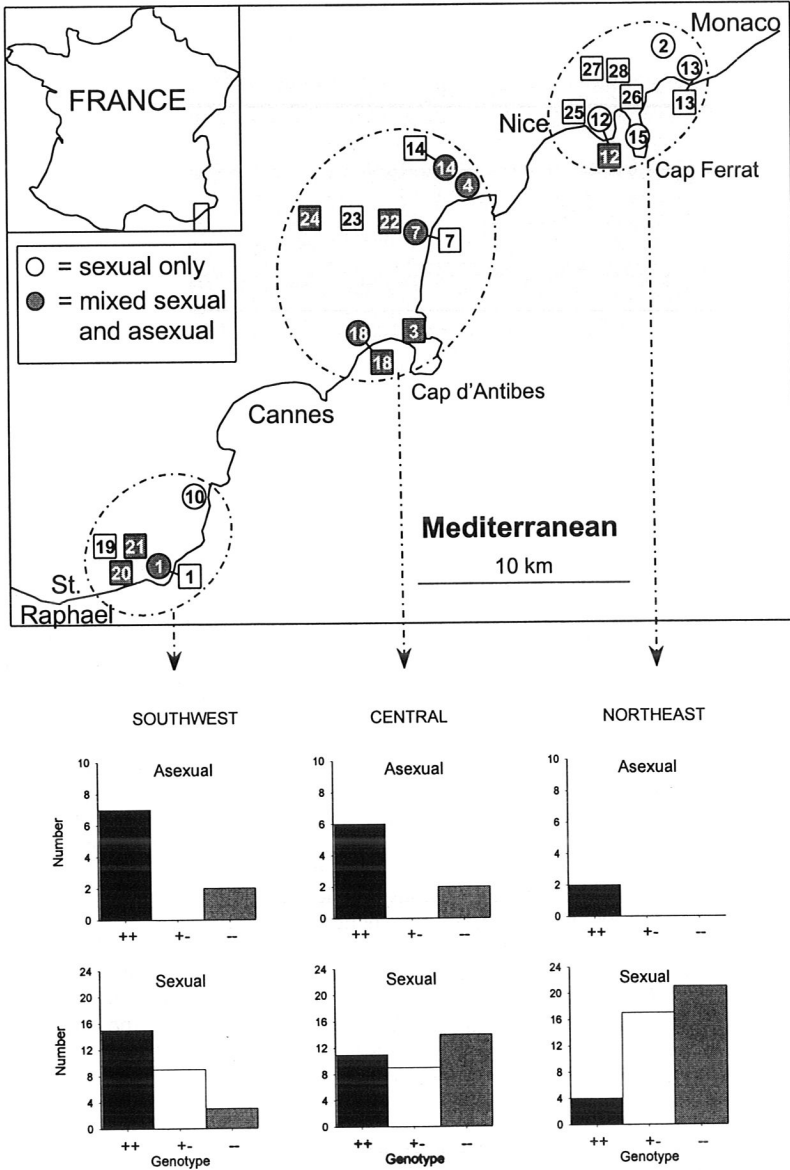 Monaco
FRANCE
2
27 28 13
26 13
25 12
Nice
15
12
Cap Ferrat
14
14
4
24 23 22 7 7
= sexual only
= mixed sexual
and asexual
3
18
18
Cap d'Antibes
Cannes
10
Mediterranean
10 km
19 21
20 1 1
St.
Raphael
SOUTHWEST CENTRAL NORTHEAST
Asexual Asexual Asexual
Number
10 10 10
8 8 8
6 6 6
4 4 4
2 2 2
0 0 0
++ +- -- ++ +- -- ++ +- --
Sexual Sexual Sexual
Number
24 24 24
20 20 20
16 16 16
12 12 12
8 8 8
4 4 4
0 0 0
++ +- -- ++ +- -- ++ +- --
Genotype Genotype Genotype